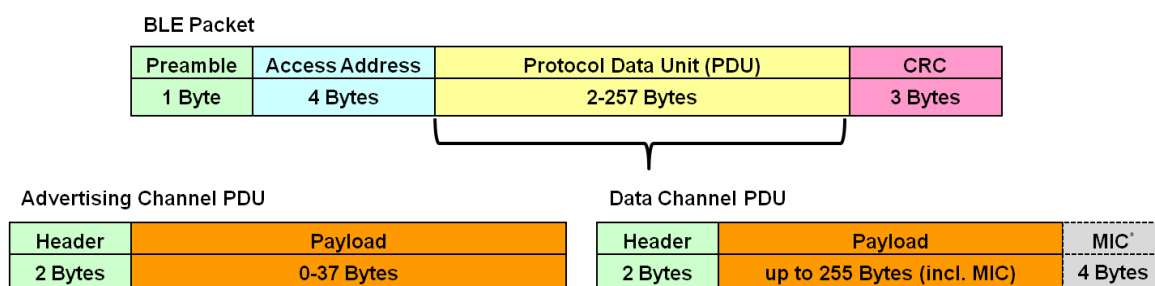 BLE Packet
Preamble Access Address Protocol Data Unit (PDU) CRC
1 Byte 4 Bytes 2-257 Bytes 3 Bytes
Advertising Channel PDU Data Channel PDU
Header Payload Header Payload MIC*
2 Bytes 0-37 Bytes 2 Bytes up to 255 Bytes (incl. MIC) 4 Bytes